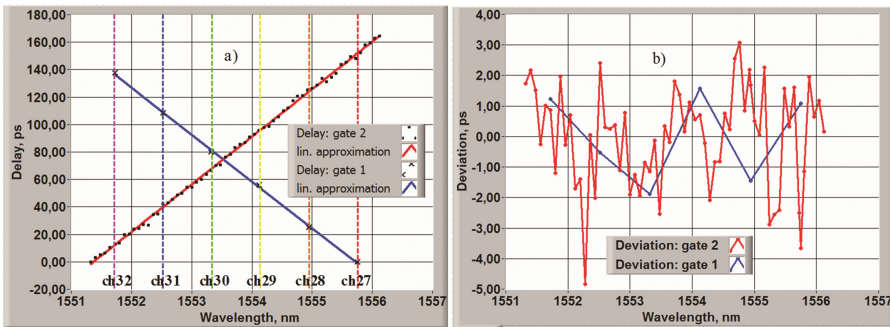 180,00
160,00
140,00
120,00
100,00
80,00
60,00
40,00
20,00
0,00
-20,00
Delay, ps
a)
Delay: gate 2
lin. approximation
Delay: gate 1
lin. approximation
ch32 ch31 ch30 ch29 ch28 ch27
1551 1552 1553 1554 1555 1556 1557
Wavelength, nm
4,00
3,00
2,00
1,00
0,00
-1,00
-2,00
-3,00
-4,00
-5,00
Deviation, ps
b)
Deviation: gate 2
Deviation: gate 1
1551 1552 1553 1554 1555 1556 1557
Wavelength, nm